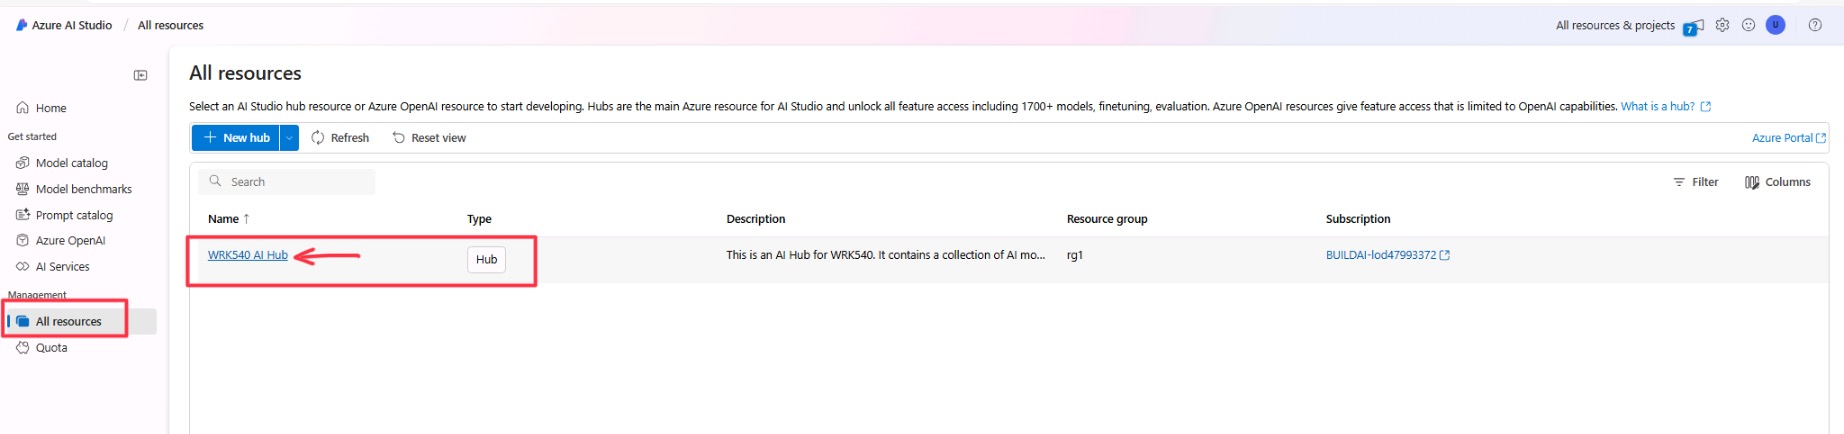 Azure AI Studio / All resources
All resources & projects 7 U
All resources
Select an AI Studio hub resource or Azure OpenAI resource to start developing. Hubs are the main Azure resource for AI Studio and unlock all feature access including 1700+ models, finetuning, evaluation. Azure OpenAI resources give feature access that is limited to OpenAI capabilities. What is a hub?
New hub Refresh Reset view Azure Portal
Search Filter Columns
Name ↑ Type Description Resource group Subscription
WRK540 AI Hub Hub This is an AI Hub for WRK540. It contains a collection of AI mo... rg1 BUILDAI-lod47993372
Home
Get started
Model catalog
Model benchmarks
Prompt catalog
Azure OpenAI
AI Services
Management
All resources
Quota